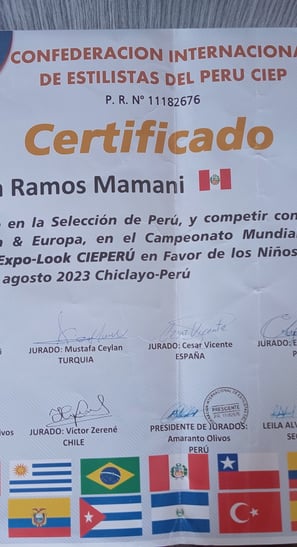 CONFEDERACION INTERNACIONA
DE ESTILISTAS DEL PERU CIEP
P. R. N° 11182676
Certificado
Ramos Mamani
en la Selección de Perú, y competir con
& Europa, en el Campeonato Mundia
Expo-Look CIEPERÚ en Favor de los Niños
agosto 2023 Chiclayo-Perú
JURADO: Mustafa Ceylan
TURQUIA
JURADO: Cesar Vicente
ESPAÑA
JURADO:
JURADO: Victor Zerené
CHILE
PRESIDENTE DE JURADOS:
Amaranto Olivos
PERÚ
LEILA
PRESIDENTE